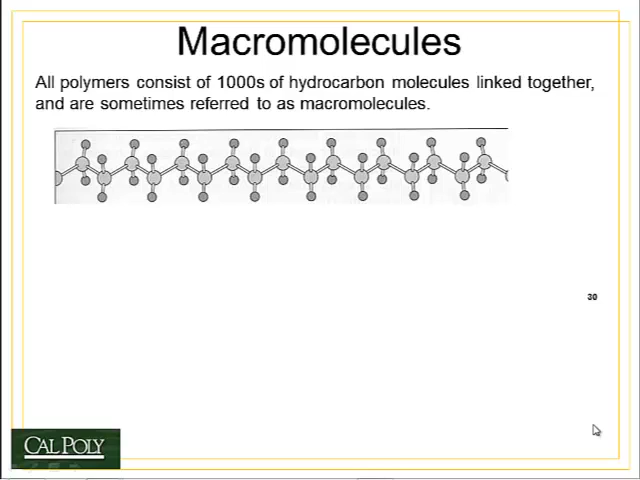 Macromolecules
All polymers consist of 1000s of hydrocarbon molecules linked together,
and are sometimes referred to as macromolecules.
30
CAL POLY